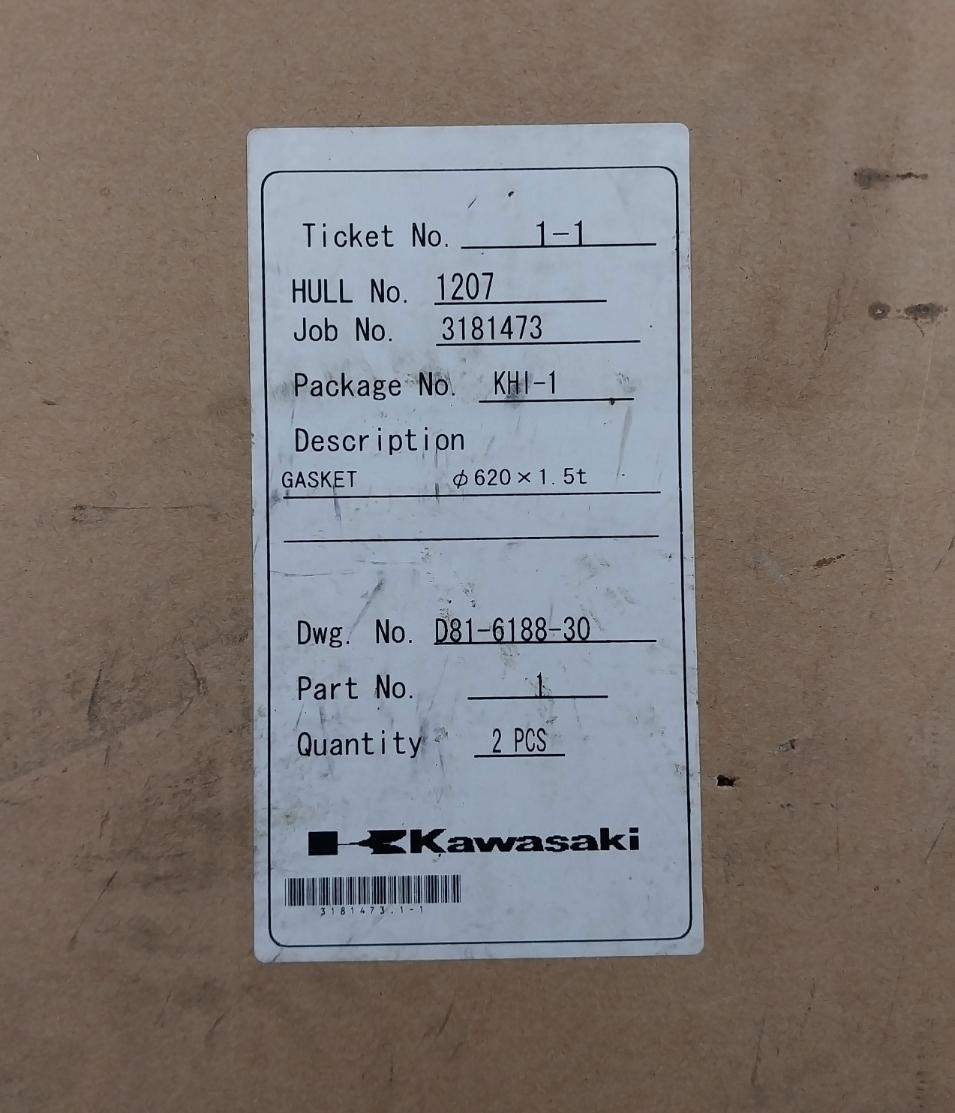 Ticket No. 1-1
HULL No. 1207
Job No. 3181473
Package No. KHI-1
Description
GASKET φ620×1.5t
Dwg. No. D81-6188-30
Part No. 1
Quantity 2 PCS
Kawasaki
3181473.1-1